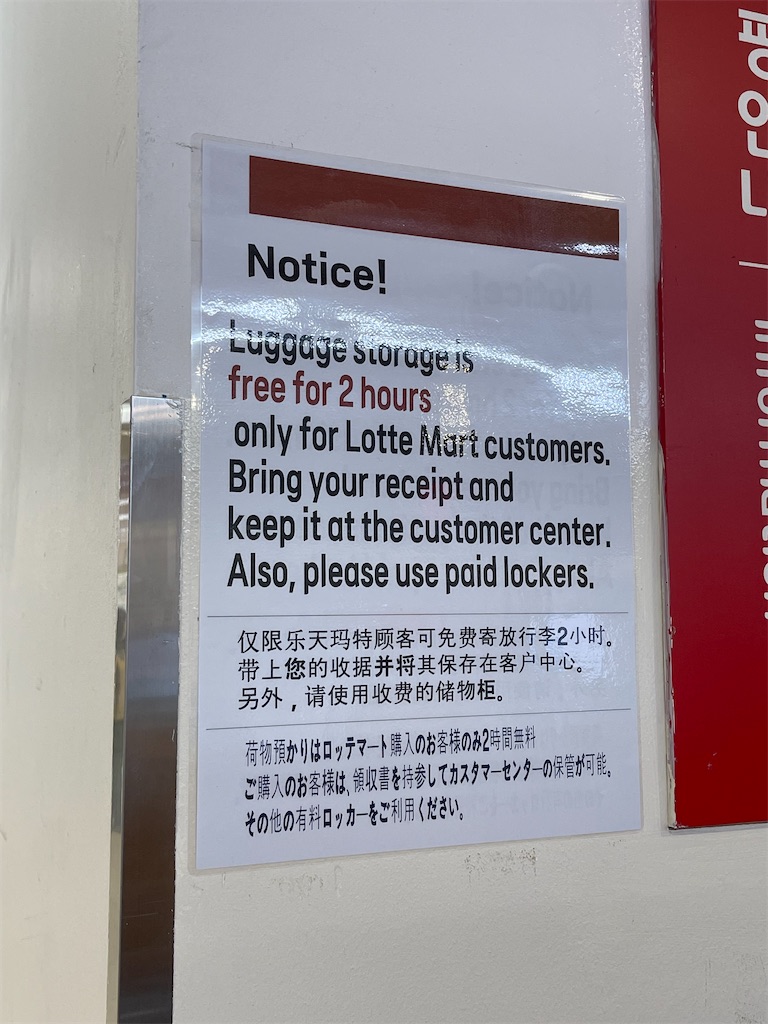 Notice!
Luggage storage is
free for 2 hours
only for Lotte Mart customers.
Bring your receipt and
keep it at the customer center.
Also, please use paid lockers.
仅限乐天玛特顾客可免费寄放行李2小时。
带上您的收据并将其保存在客户中心。
另外，请使用收费的储物柜。
荷物預かりはロッテマート購入のお客様のみ2時間無料
ご購入のお客様は、領収書を持参してカスタマーセンターの保管が可能。
その他の有料ロッカーをご利用ください。